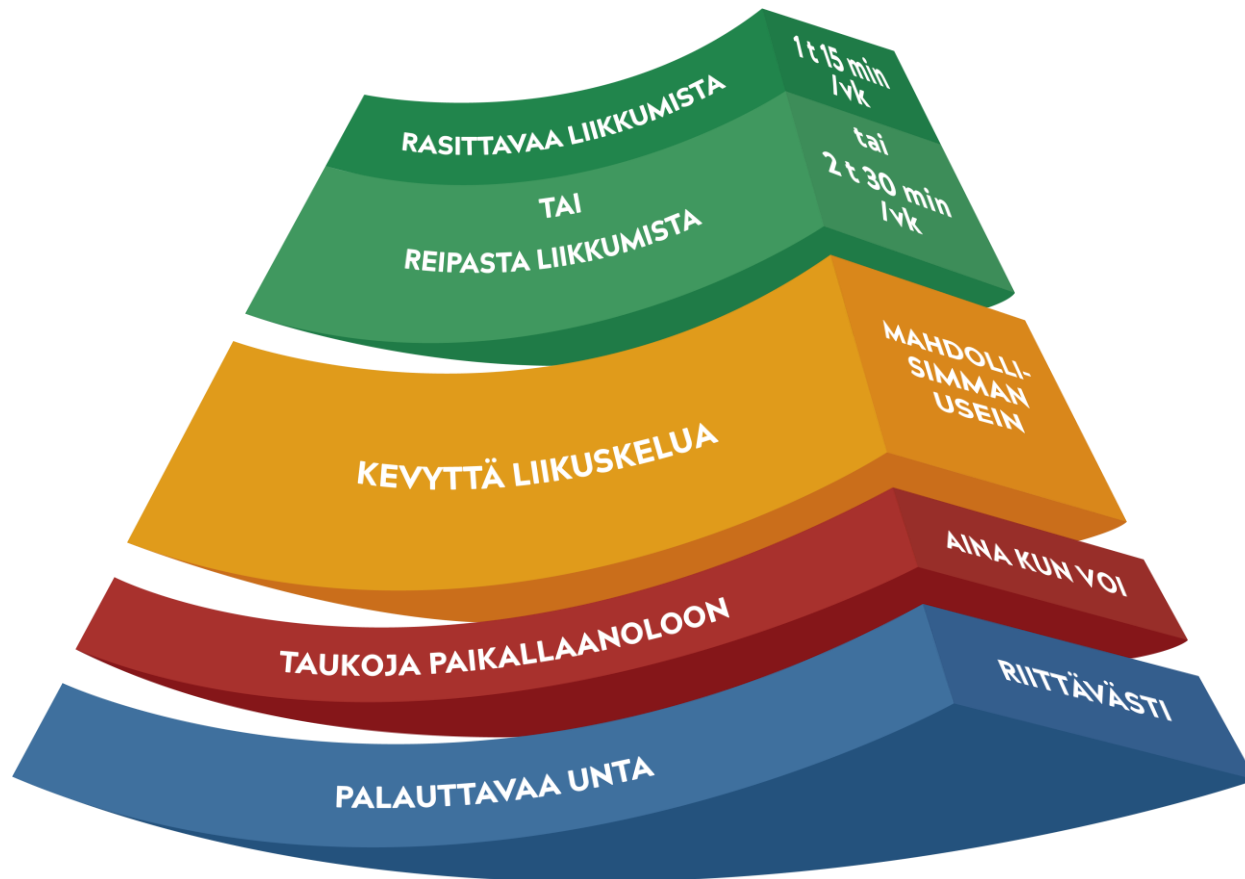 RASITTAVAA LIIKKUMISTA
1 t 15 min
/vk
TAI
REIPASTA LIIKKUMISTA
tai
2 t 30 min
/vk
KEVYTTÄ LIIKUSKELUA
MAHDOLLI-
SIMMAN
USEIN
TAUKOJA PAIKALLAANOLOON
AINA KUN VOI
PALAUTTAVAA UNTA
RIITTÄVÄSTI